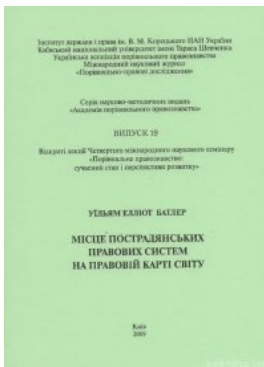 Інститут держави і права ім. В. М. Корецького НАН України
Київський національний університет імені Тараса Шевченка
Українська асоціація порівняльного правознавства
Міжнародний науковий журнал
«Порівняльно-правові дослідження»
Серія науково-методичних видань
«Академія порівняльного правознавства»
ВИПУСК 19
Відкриті лекції Четвертого міжнародного наукового семінару
«Порівняльне правознавство:
сучасний стан і перспективи розвитку»
УЇЛЬЯМ ЕЛЛІОТ БАТЛЕР
МІСЦЕ ПОСТРАДЯНСЬКИХ
ПРАВОВИХ СИСТЕМ
НА ПРАВОВІЙ КАРТІ СВІТУ
Київ
2009